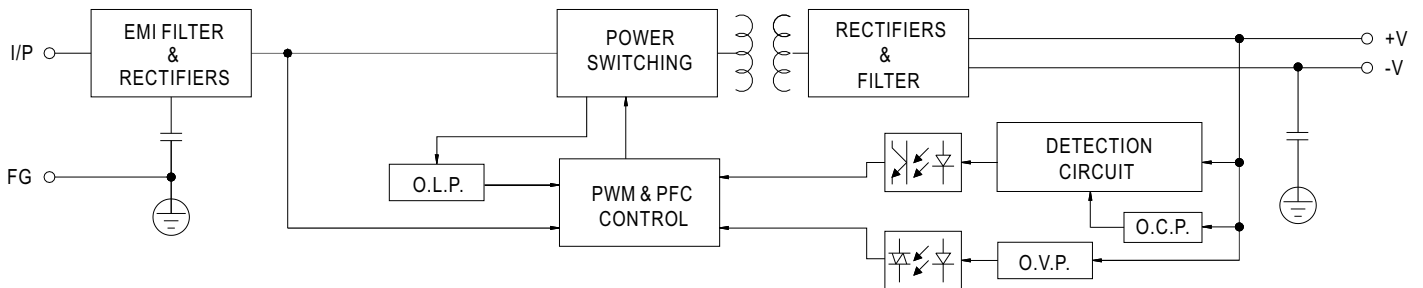 I/P
EMI FILTER
&
RECTIFIERS
POWER
SWITCHING
RECTIFIERS
&
FILTER
+V
-V
FG
O.L.P.
PWM & PFC
CONTROL
DETECTION
CIRCUIT
O.C.P.
O.V.P.